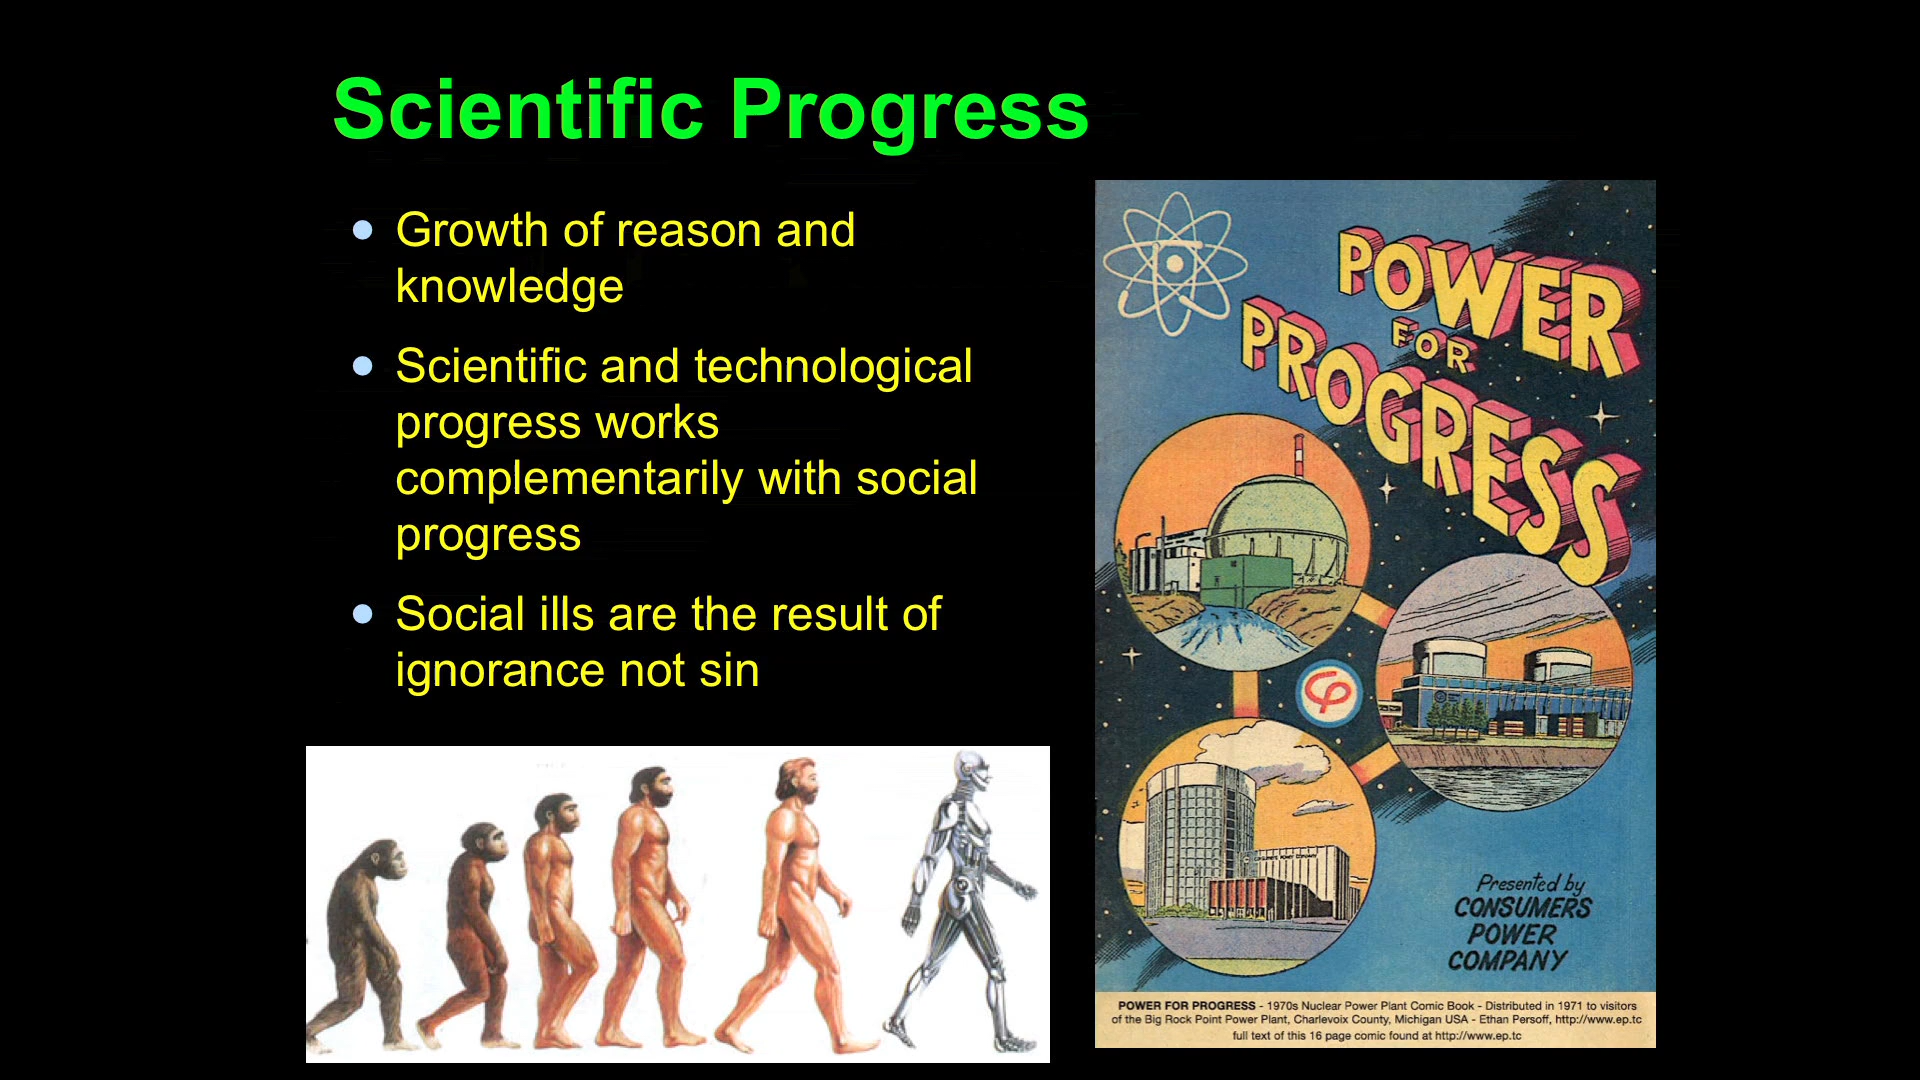 Scientific Progress
• Growth of reason and
knowledge
• Scientific and technological
progress works
complementarily with social
progress
• Social ills are the result of
ignorance not sin
POWER
FOR
PROGRESS
Presented by
CONSUMERS
POWER
COMPANY
POWER FOR PROGRESS - 1970s Nuclear Power Plant Comic Book - Distributed in 1971 to visitors
of the Big Rock Point Power Plant, Charlevoix County, Michigan USA - Ethan Persoff, http://www.ep.tc
full text of this 16 page comic found at http://www.ep.tc